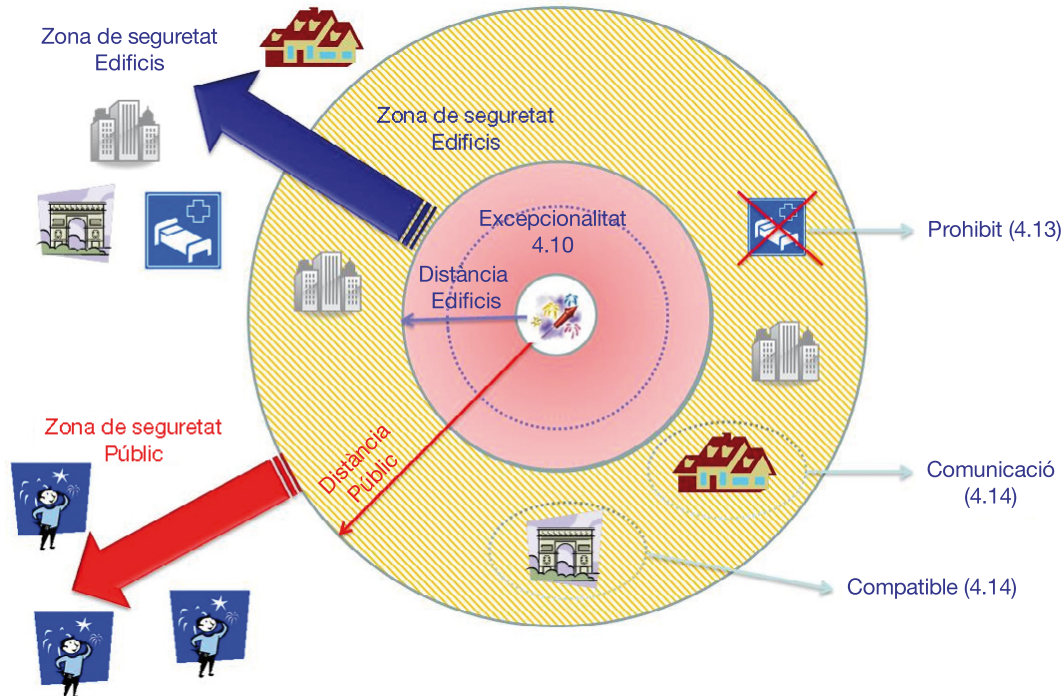 Zona de seguretat
Edificis
Zona de seguretat
Edificis
Excepcionalitat
4.10
Distància
Edificis
Prohibit (4.13)
Zona de seguretat
Públic
Distància
Públic
Comunicació
(4.14)
Compatible (4.14)